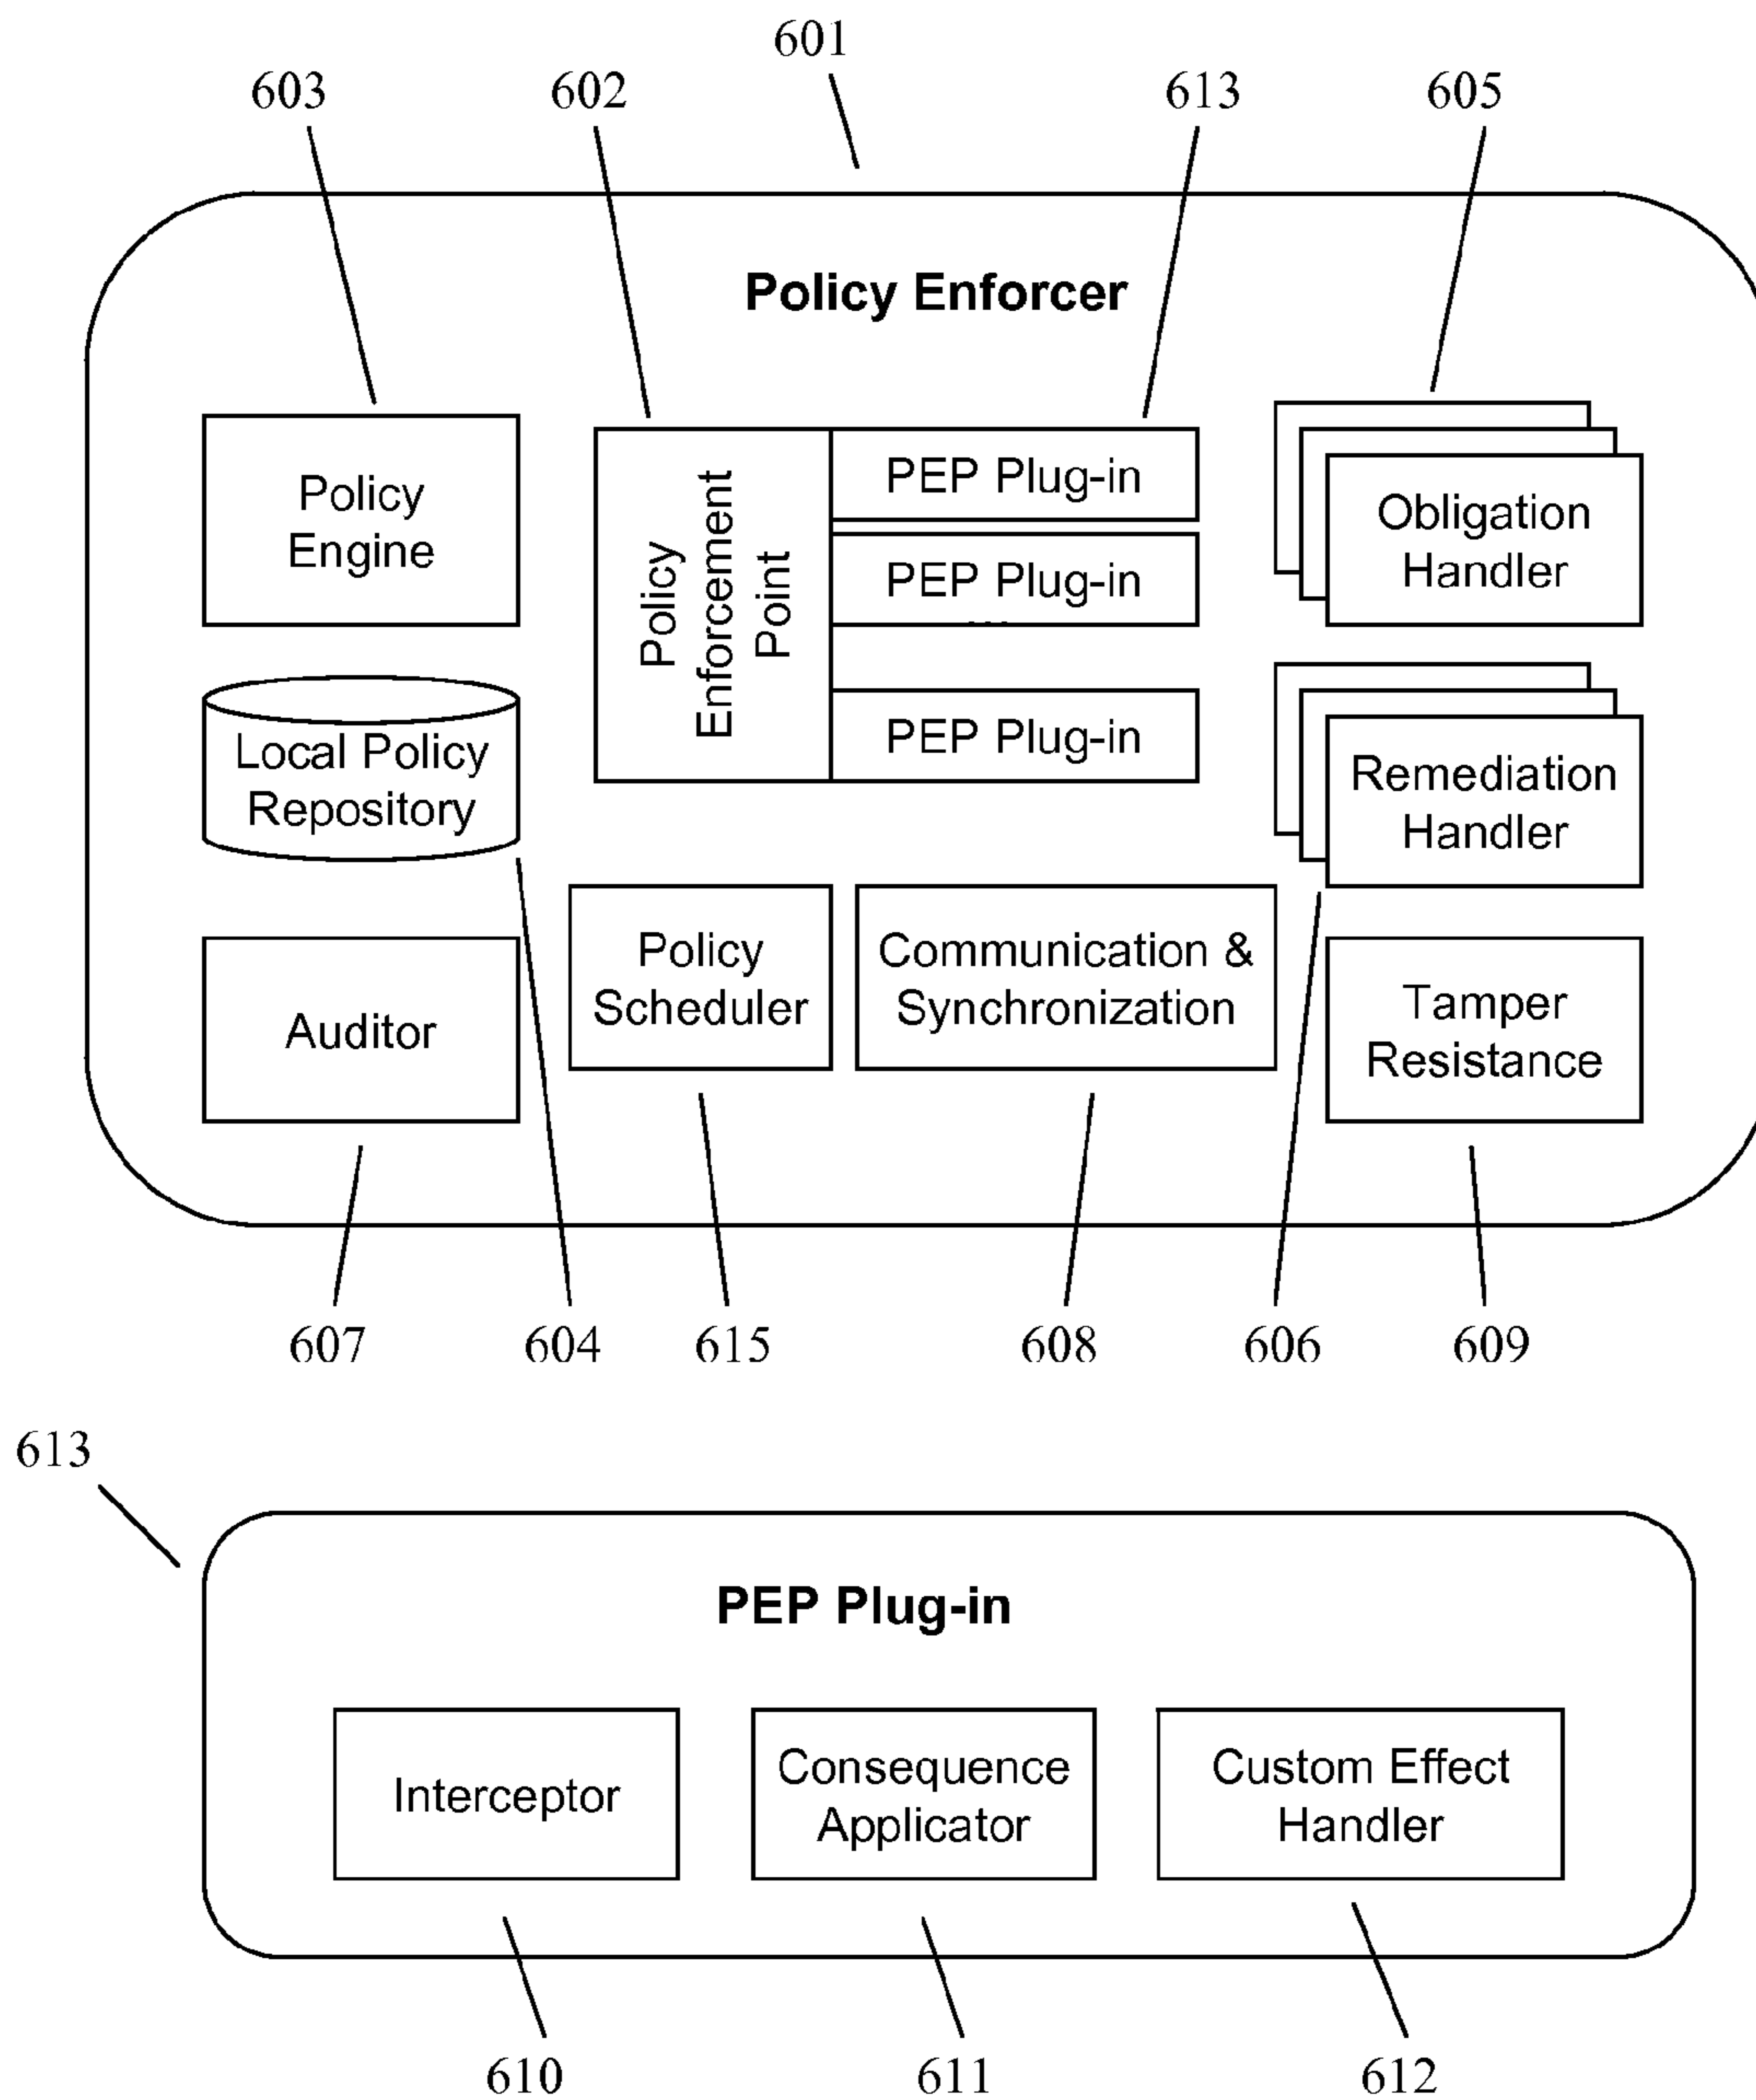 601
603
602
613
605
Policy Enforcer
Policy
Engine
Policy
Enforcement
Point
PEP Plug-in
PEP Plug-in
...
PEP Plug-in
Obligation
Handler
Local Policy
Repository
Remediation
Handler
Auditor
Policy
Scheduler
Communication &
Synchronization
Tamper
Resistance
607
604
615
608
606
609
613
PEP Plug-in
Interceptor
Consequence
Applicator
Custom Effect
Handler
610
611
612